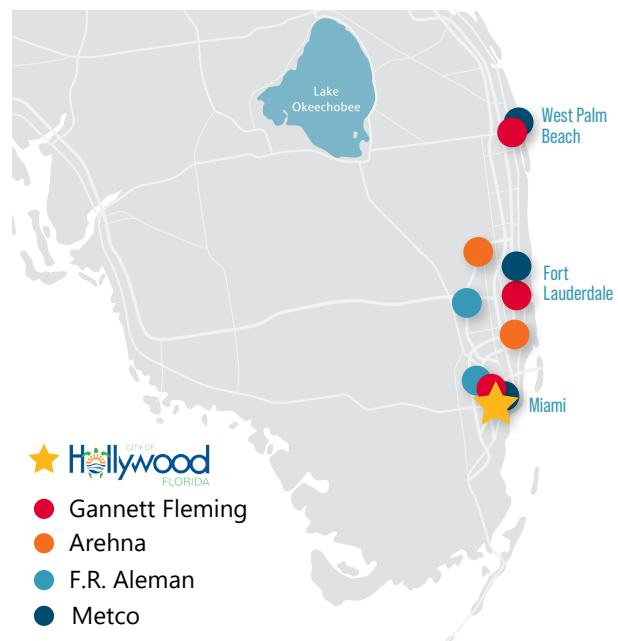 Lake
Okeechobee
West Palm
Beach
Fort
Lauderdale
Miami
CITY OF
Hollywood
FLORIDA
Gannett Fleming
Arehna
F.R. Aleman
Metco